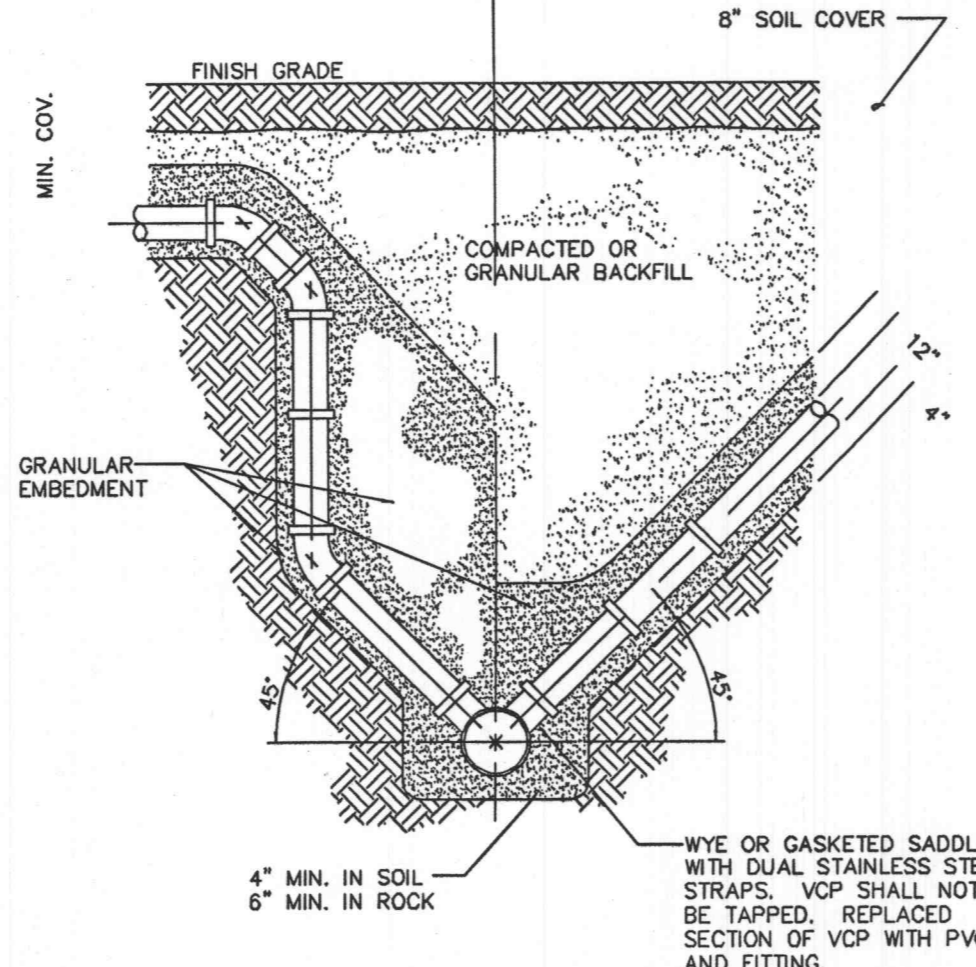 8" SOIL COVER
FINISH GRADE
MIN. COV.
COMPACTED OR
GRANULAR BACKFILL
12"
4"
GRANULAR
EMBEDMENT
45°
45°
4" MIN. IN SOIL
6" MIN. IN ROCK
WYE OR GASKETED SADDL
WITH DUAL STAINLESS STE
STRAPS. VCP SHALL NOT
BE TAPPED. REPLACED
SECTION OF VCP WITH PV
AND FITTING